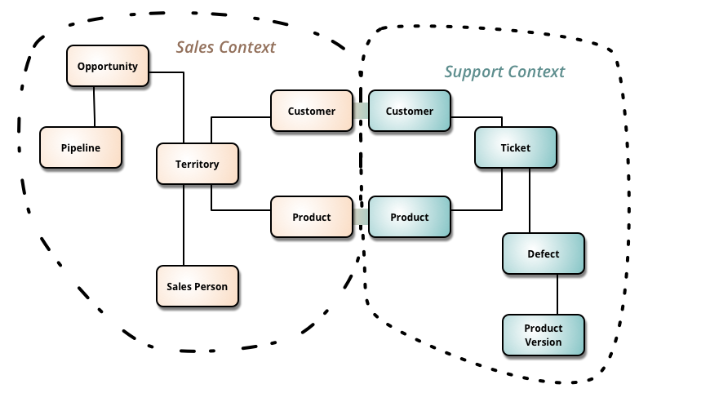 Sales Context
Opportunity
Support Context
Customer
Customer
Pipeline
Ticket
Territory
Product
Product
Defect
Sales Person
Product
Version